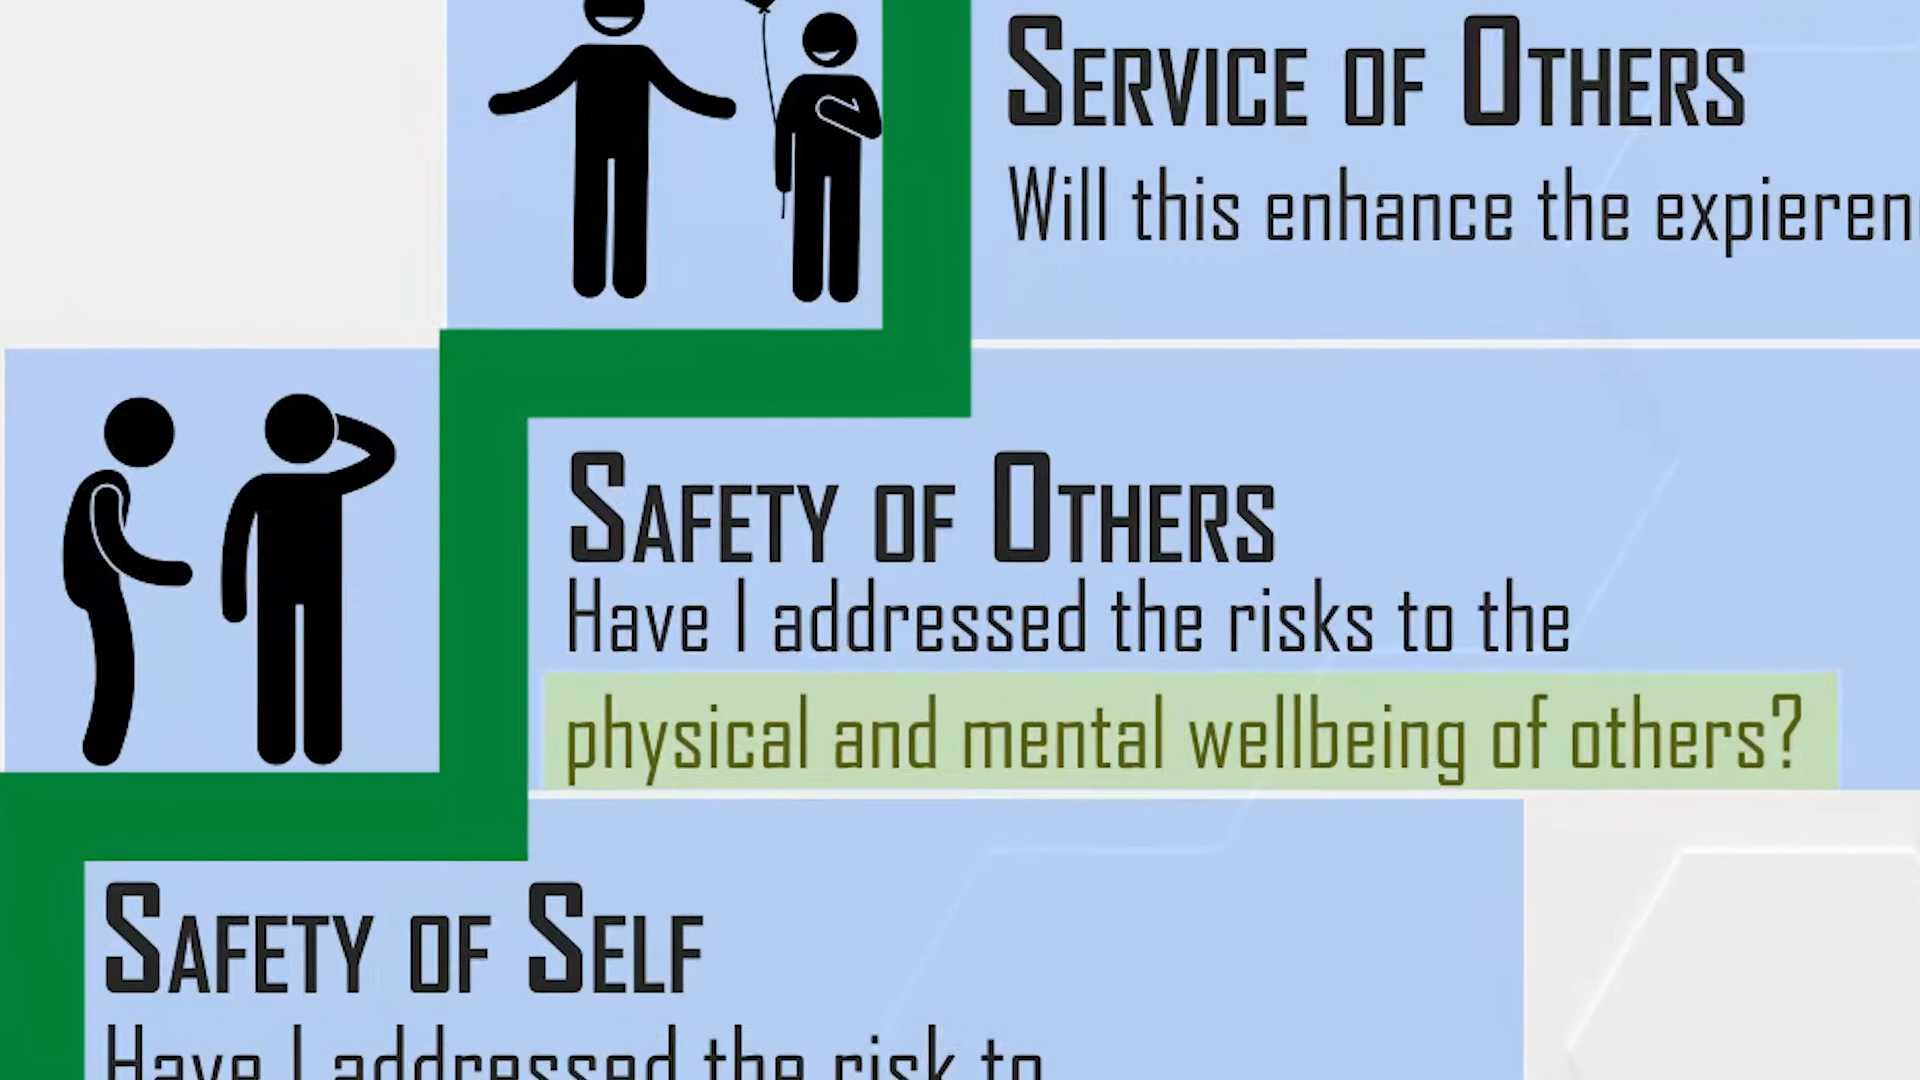 SERVICE OF OTHERS
Will this enhance the expieren
SAFETY OF OTHERS
Have I addressed the risks to the
physical and mental wellbeing of others?
SAFETY OF SELF
Have I addressed the risk to